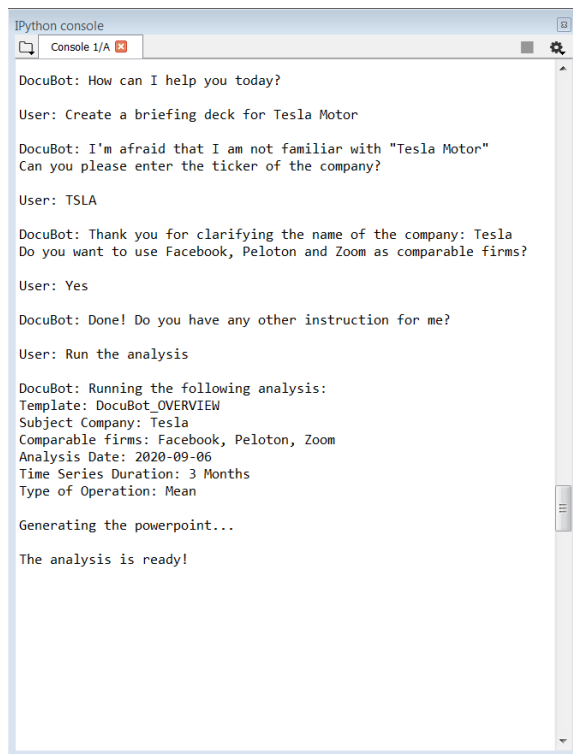 IPython console
Console 1/A
DocuBot: How can I help you today?
User: Create a briefing deck for Tesla Motor
DocuBot: I'm afraid that I am not familiar with "Tesla Motor"
Can you please enter the ticker of the company?
User: TSLA
DocuBot: Thank you for clarifying the name of the company: Tesla
Do you want to use Facebook, Peloton and Zoom as comparable firms?
User: Yes
DocuBot: Done! Do you have any other instruction for me?
User: Run the analysis
DocuBot: Running the following analysis:
Template: DocuBot_OVERVIEW
Subject Company: Tesla
Comparable firms: Facebook, Peloton, Zoom
Analysis Date: 2020-09-06
Time Series Duration: 3 Months
Type of Operation: Mean
Generating the powerpoint...
The analysis is ready!